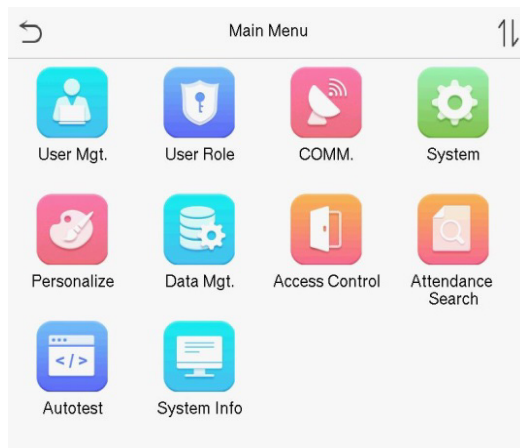 Main Menu
User Mgt.
User Role
COMM.
System
Personalize
Data Mgt.
Access Control
Attendance
Search
</>
Autotest
System Info